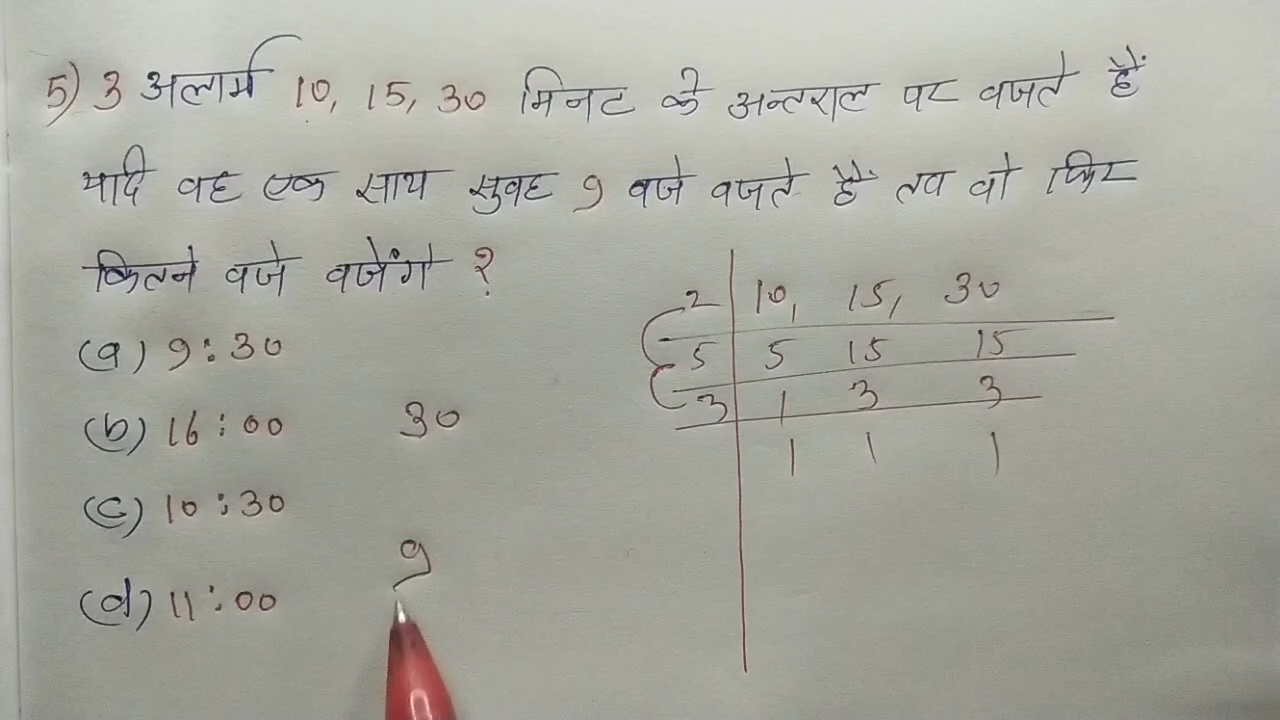 5) 3 अलार्म 10, 15, 30 मिनट के अन्तराल पर बजते हैं
यदि वह एक साथ सुबह 9 बजे बजते हैं तब वो फिर
कितने बजे बजेंगे ?
(a) 9:30
(b) 16:00
(c) 10:30
(d) 11:00
30
9
2 10, 15, 30
5 5 15 15
3 1 3 3
1 1 1